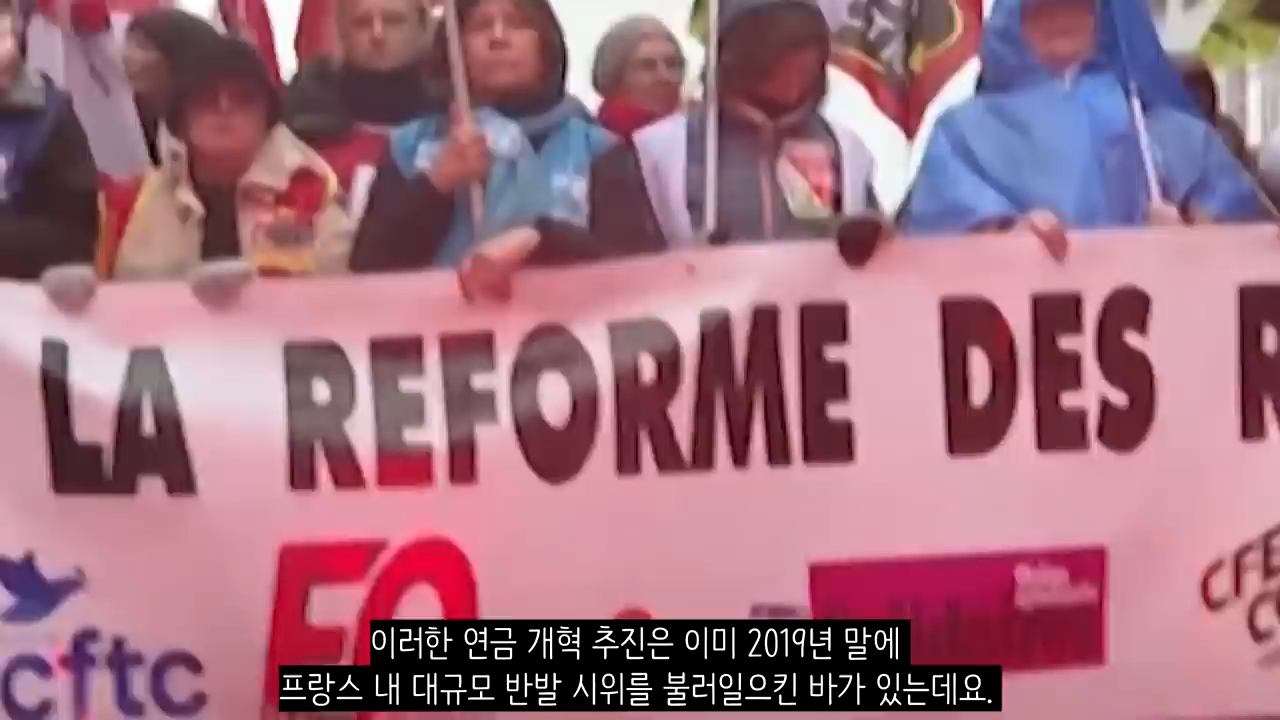 LA REFORME DES R
cftc
FO
CFE
이러한 연금 개혁 추진은 이미 2019년 말에
프랑스 내 대규모 반발 시위를 불러일으킨 바가 있는데요.